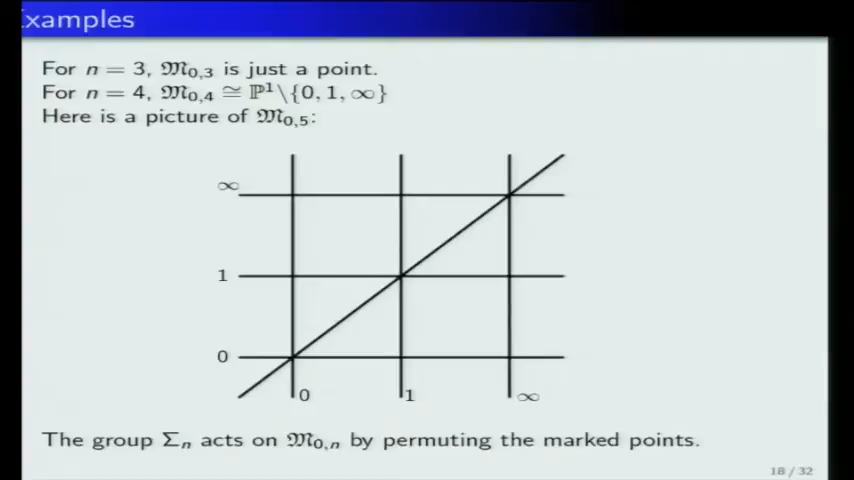 xamples
For n = 3, 𝔐₀,₃ is just a point.
For n = 4, 𝔐₀,₄ ≅ ℙ¹\{0, 1, ∞}
Here is a picture of 𝔐₀,₅:
∞
1
0
0 1 ∞
The group Σₙ acts on 𝔐₀,ₙ by permuting the marked points.
18 / 32